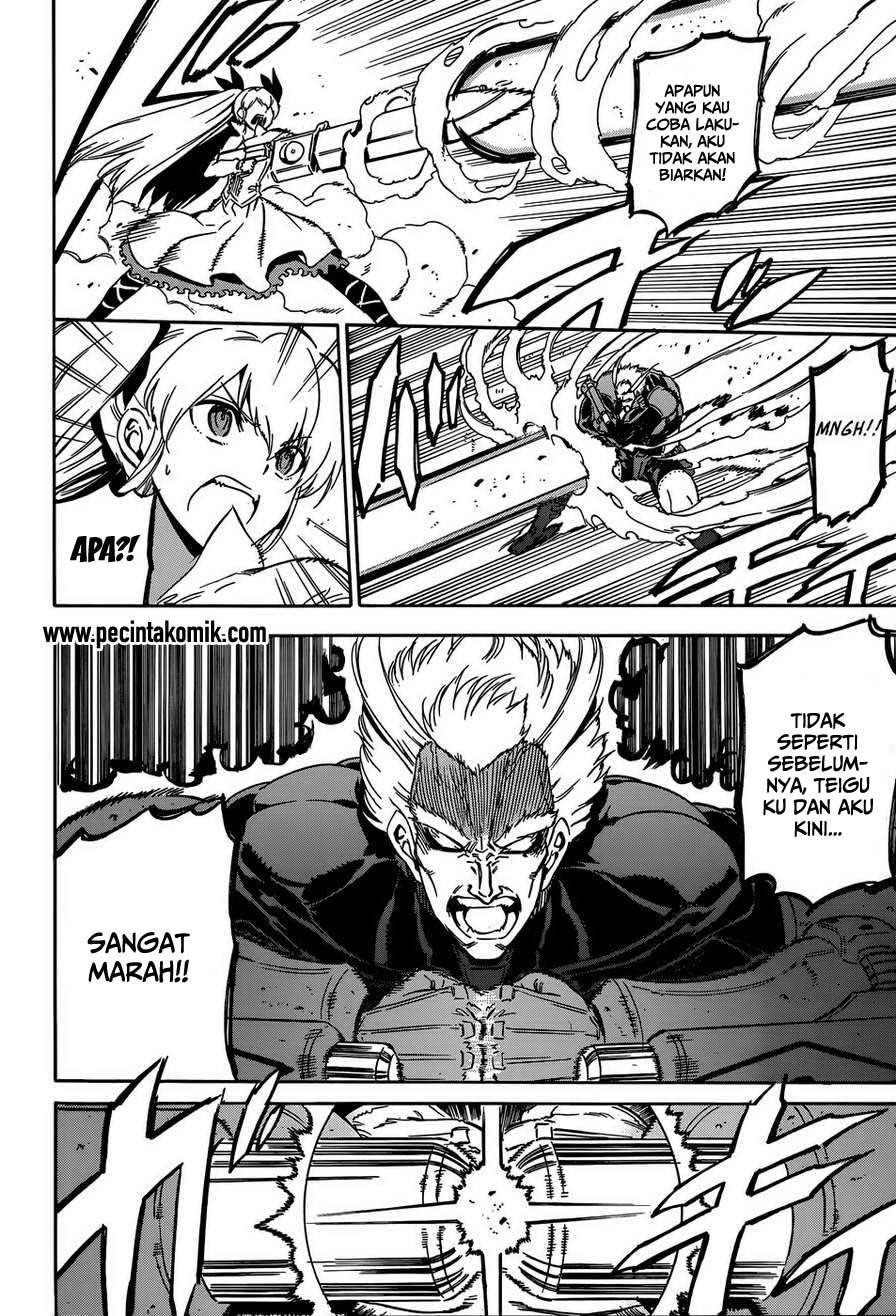 APAPUN
YANG KAU
COBA LAKU-
KAN, AKU
TIDAK AKAN
BIARKAN!
MNGH!!
APA?!
www.pecintakomik.com
TIDAK
SEPERTI
SEBELUM-
NYA, TEIGU
KU DAN AKU
KINI...
SANGAT
MARAH!!